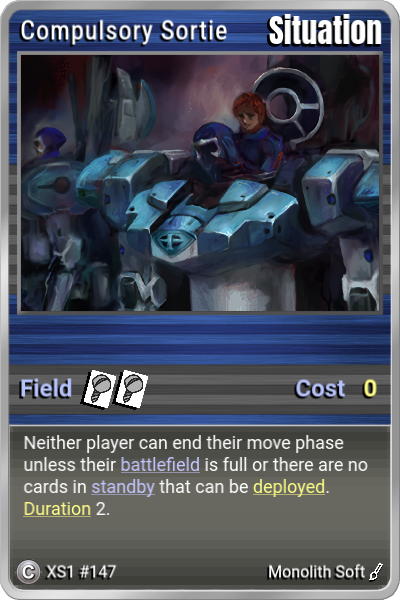 Compulsory Sortie Situation
Field Cost 0
Neither player can end their move phase
unless their battlefield is full or there are no
cards in standby that can be deployed.
Duration 2.
C XS1 #147 Monolith Soft